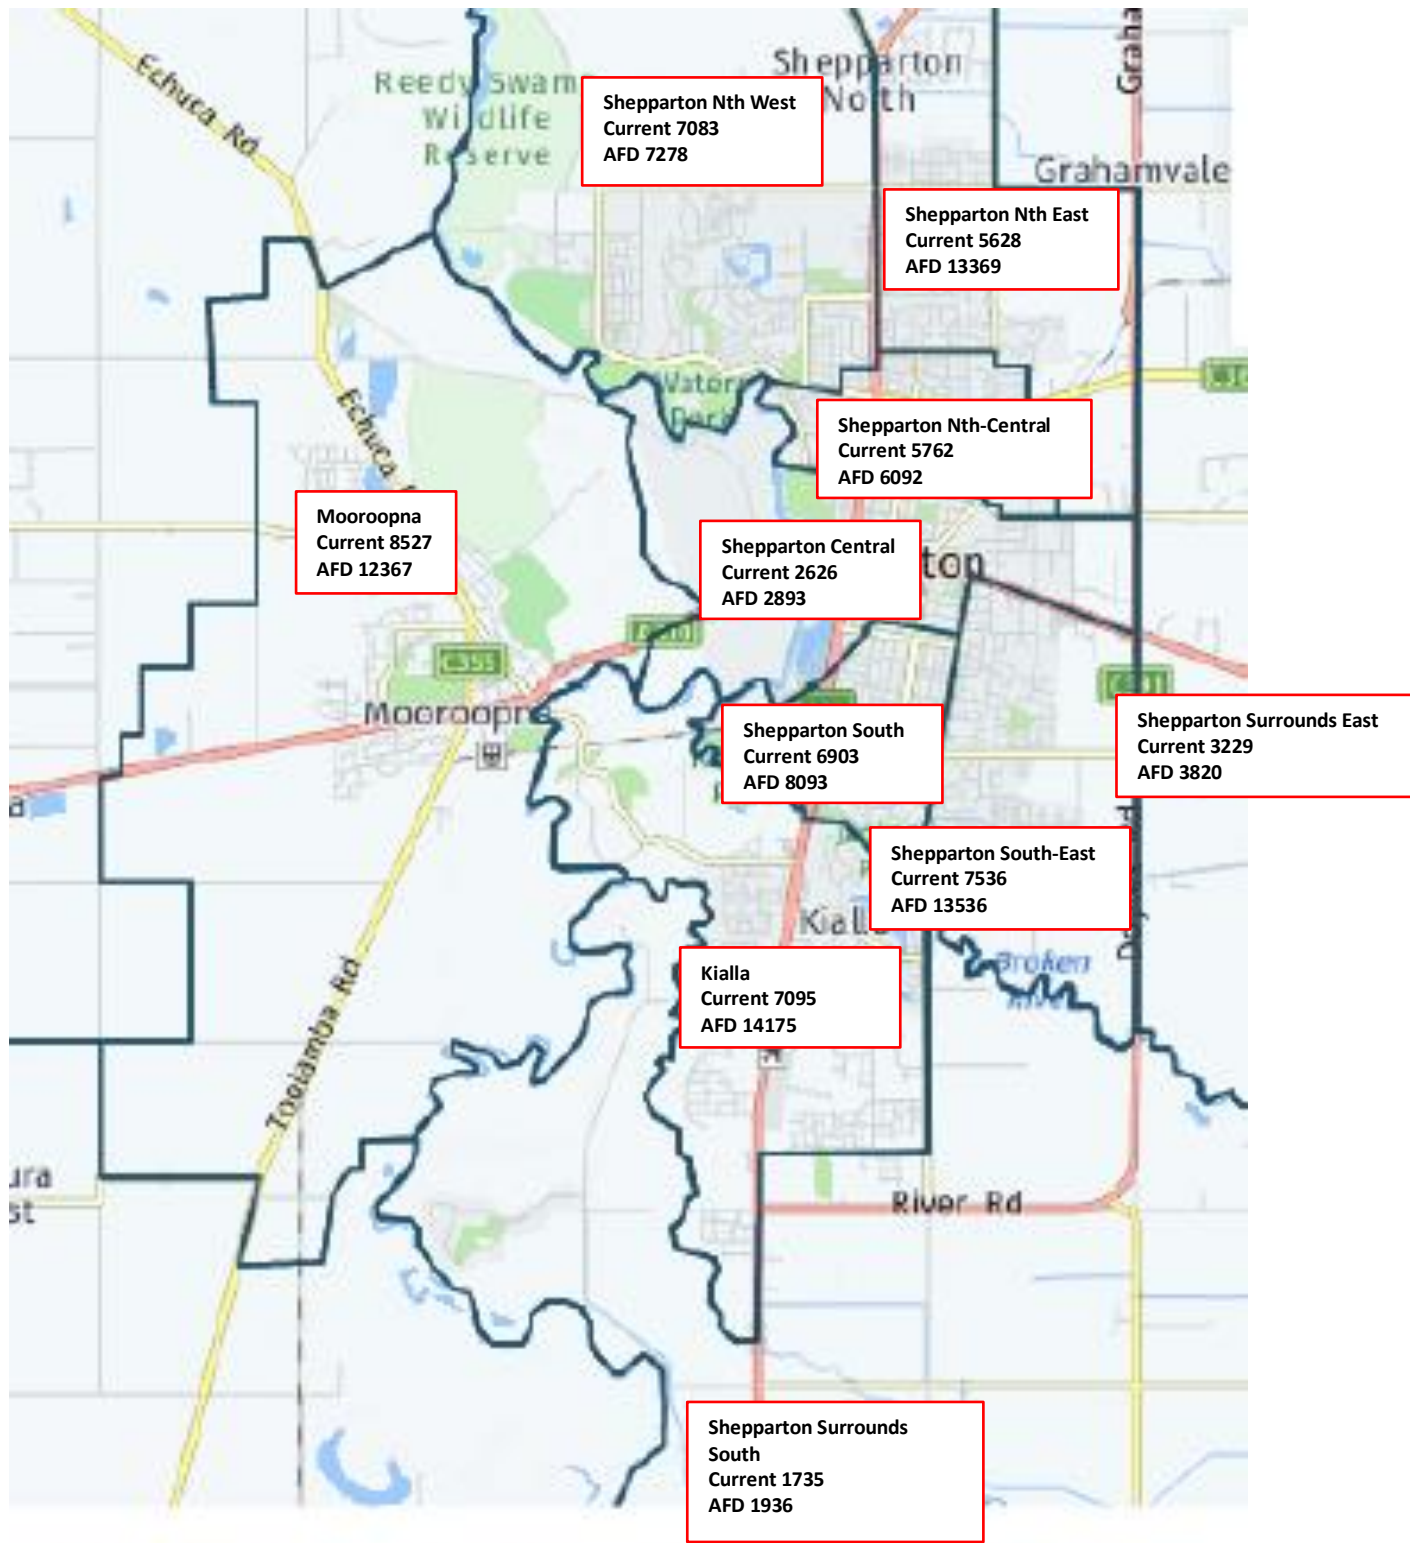 Echuca Rd
Reedy Swam
Wildlife
Reserve
Shepparton
North
Graha
Shepparton Nth West
Current 7083
AFD 7278
Grahamvale
Shepparton Nth East
Current 5628
AFD 13369
Shepparton Nth-Central
Current 5762
AFD 6092
Echuca
Mooroopna
Current 8527
AFD 12367
Shepparton Central
Current 2626
AFD 2893
ton
C355
Mooroopna
Shepparton South
Current 6903
AFD 8093
Shepparton Surrounds East
Current 3229
AFD 3820
a
Shepparton South-East
Current 7536
AFD 13536
Kialla
Kialla
Current 7095
AFD 14175
Broken
River
Toolamba Rd
ura
st
River Rd
Shepparton Surrounds
South
Current 1735
AFD 1936